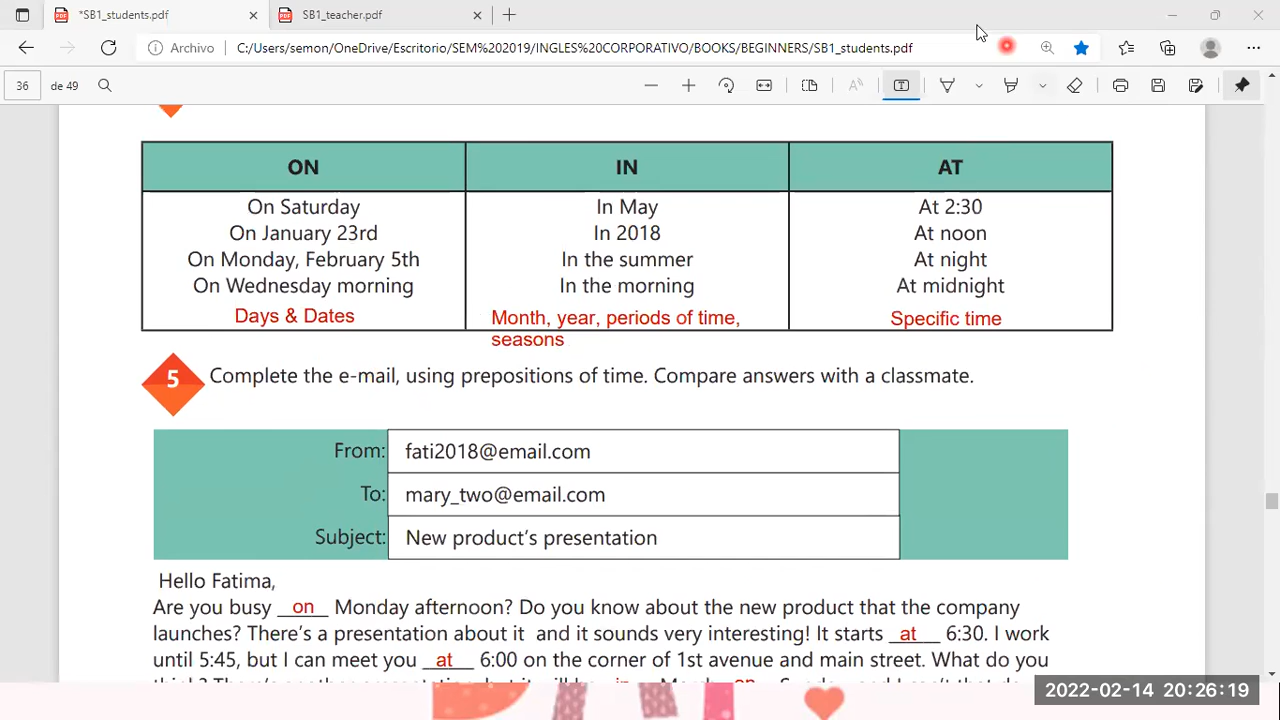 *SB1_students.pdf
SB1_teacher.pdf
Archivo C:/Users/semon/OneDrive/Escritorio/SEM%202019/INGLES%20CORPORATIVO/BOOKS/BEGINNERS/SB1_students.pdf
36 de 49
ON IN AT
On Saturday In May At 2:30
On January 23rd In 2018 At noon
On Monday, February 5th In the summer At night
On Wednesday morning In the morning At midnight
Days & Dates Month, year, periods of time, Specific time
seasons
5 Complete the e-mail, using prepositions of time. Compare answers with a classmate.
From: fati2018@email.com
To: mary_two@email.com
Subject: New product's presentation
Hello Fatima,
Are you busy on Monday afternoon? Do you know about the new product that the company
launches? There's a presentation about it and it sounds very interesting! It starts at 6:30. I work
until 5:45, but I can meet you at 6:00 on the corner of 1st avenue and main street. What do you
2022-02-14 20:26:19